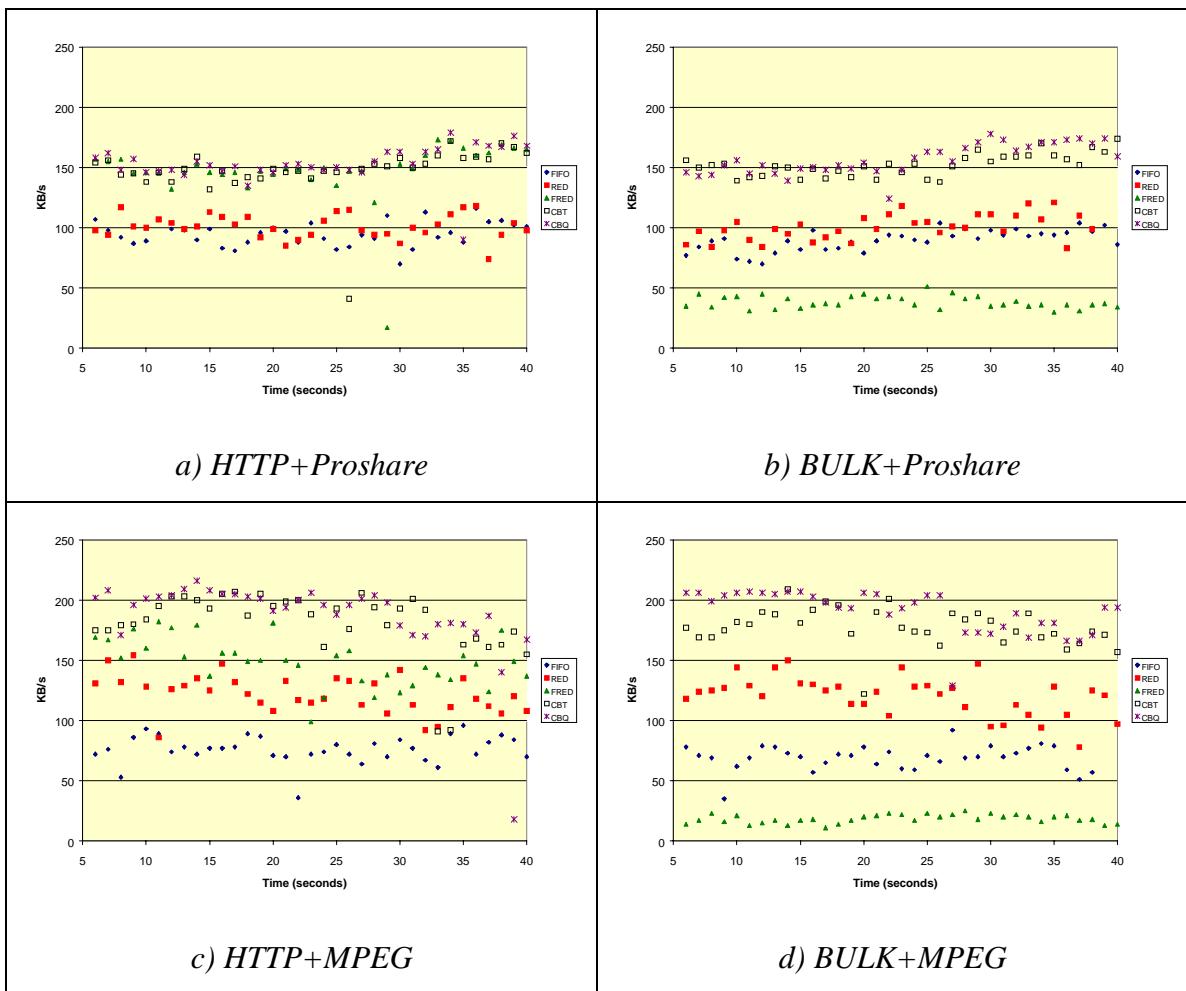 250
200
150
100
50
0
KB/s
5 10 15 20 25 30 35 40
Time (seconds)
FIFO
RED
FRED
CBT
CBQ
a) HTTP+Proshare
250
200
150
100
50
0
KB/s
5 10 15 20 25 30 35 40
Time (seconds)
FIFO
RED
FRED
CBT
CBQ
b) BULK+Proshare
250
200
150
100
50
0
KB/s
5 10 15 20 25 30 35 40
Time (seconds)
FIFO
RED
FRED
CBT
CBQ
c) HTTP+MPEG
250
200
150
100
50
0
KB/s
5 10 15 20 25 30 35 40
Time (seconds)
FIFO
RED
FRED
CBT
CBQ
d) BULK+MPEG